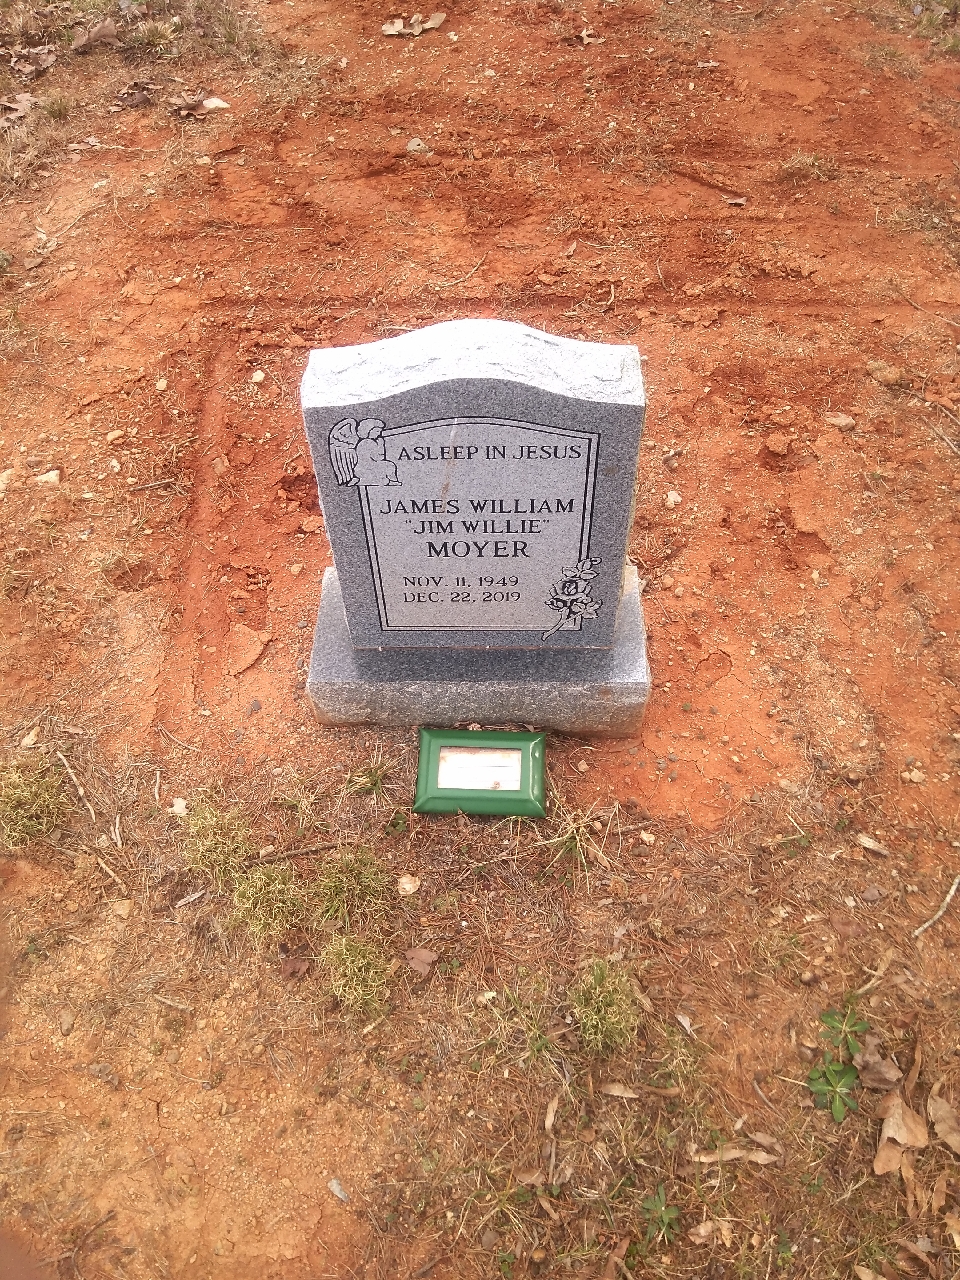 ASLEEP IN JESUS
JAMES WILLIAM
"JIM WILLIE"
MOYER
NOV. 11, 1949
DEC. 22, 2019